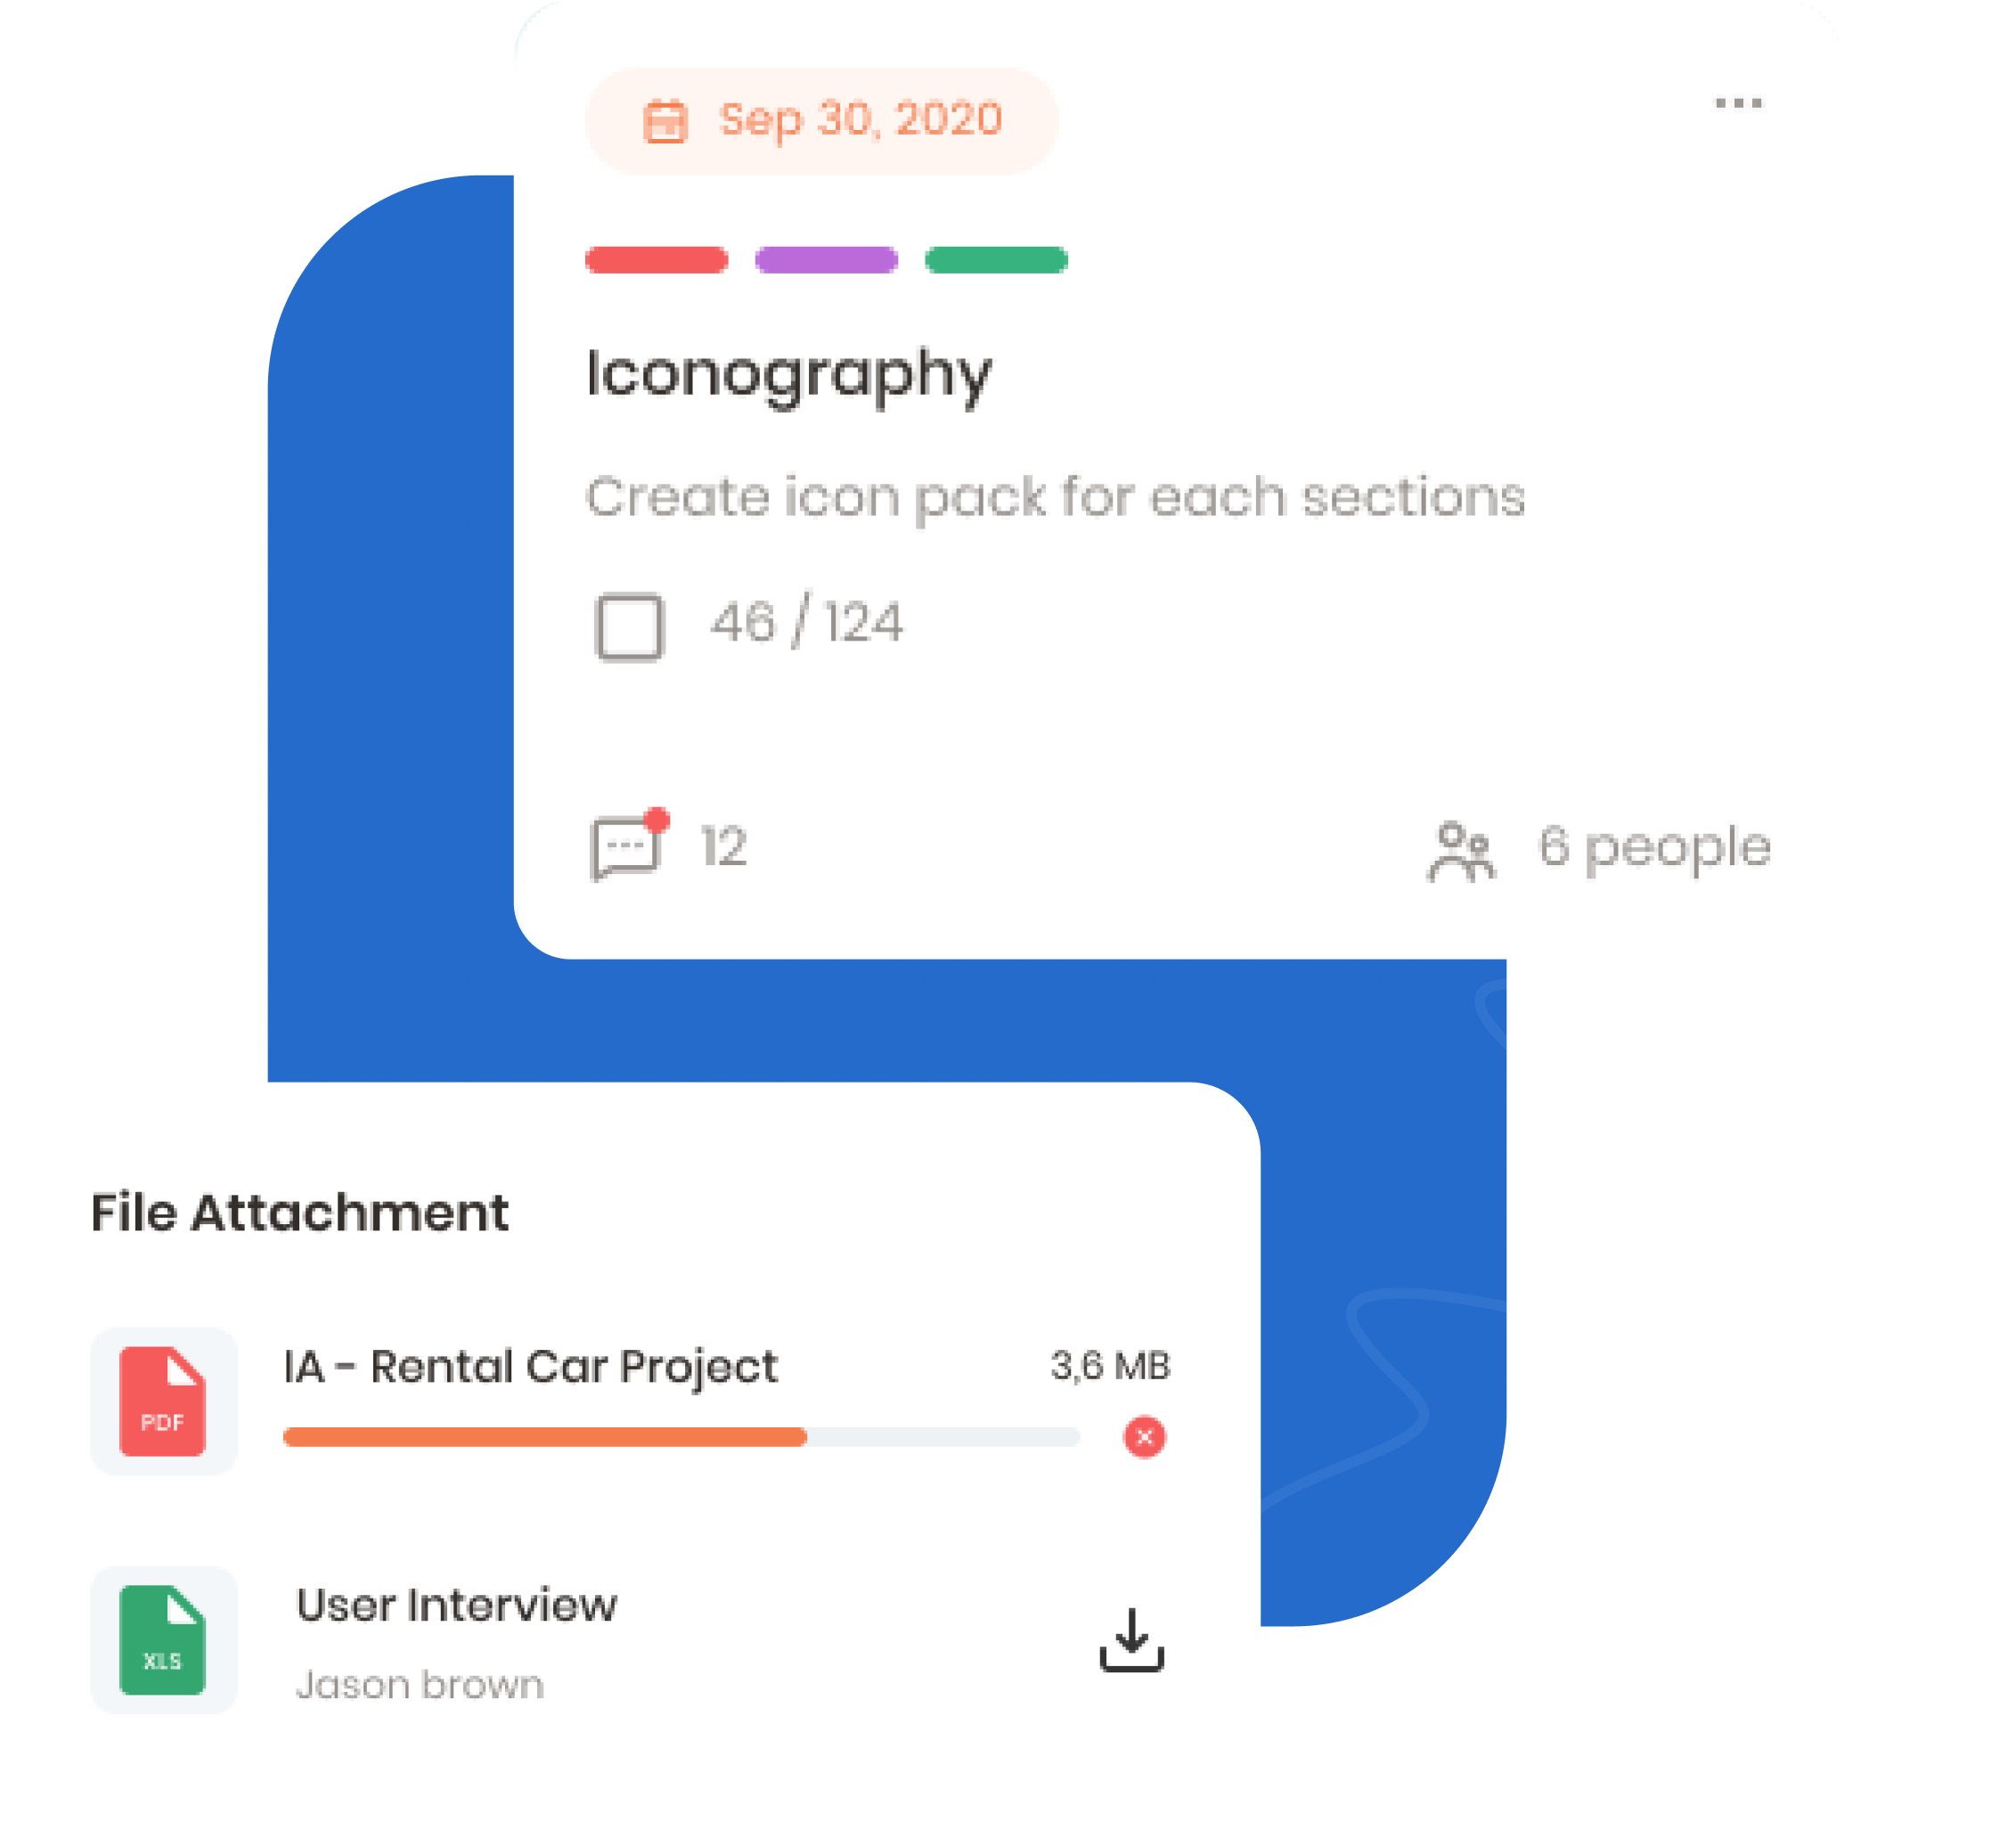 Sep 30, 2020
Iconography
Create icon pack for each sections
46 / 124
12
6 people
File Attachment
IA - Rental Car Project
3,6 MB
PDF
User Interview
XLS
Jason brown